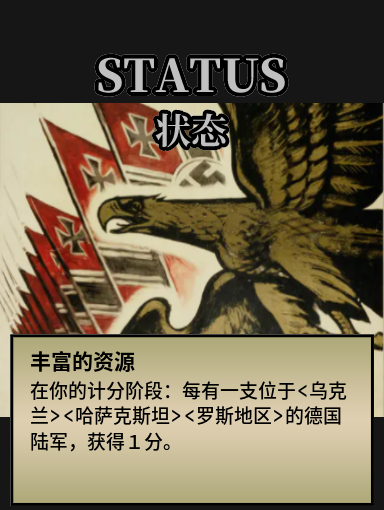 STATUS
状态
丰富的资源
在你的计分阶段：每有一支位于<乌克
兰><哈萨克斯坦><罗斯地区>的德国
陆军，获得１分。